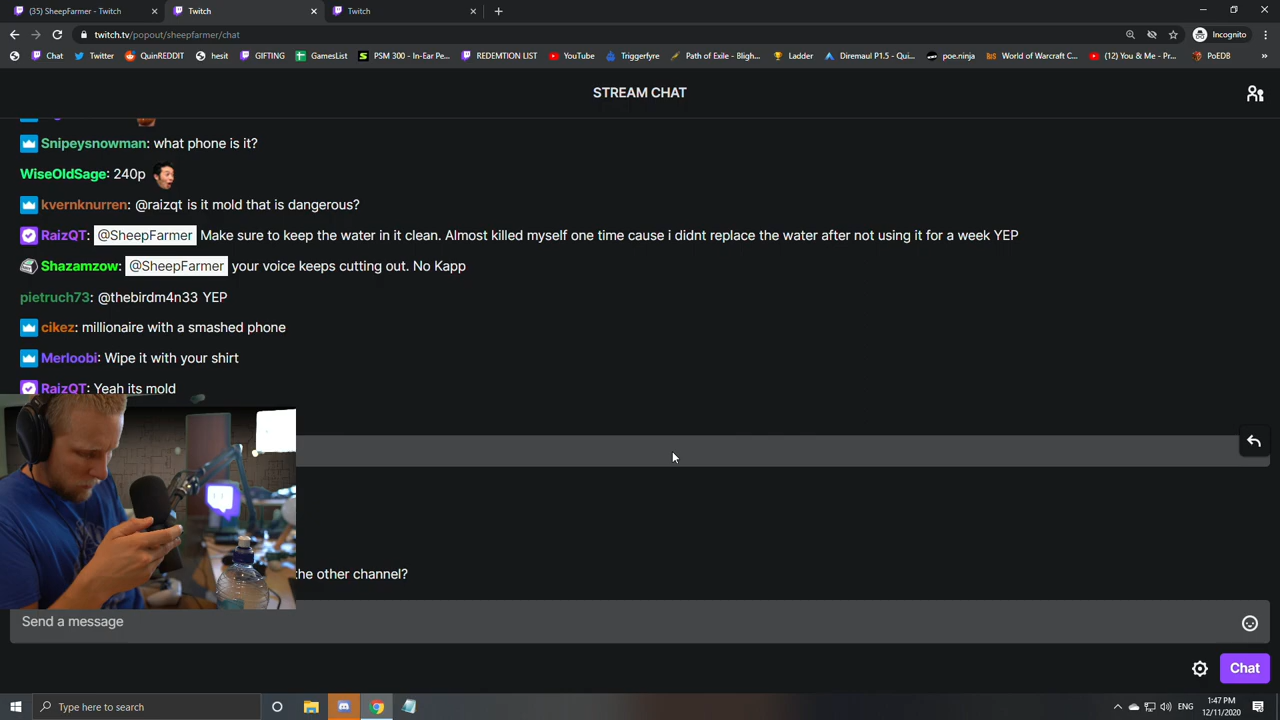 (35) SheepFarmer - Twitch
Twitch
Twitch
twitch.tv/popout/sheepfarmer/chat
Incognito
Chat
Twitter
QuinREDDIT
hesit
GIFTING
GamesList
PSM 300 - In-Ear Pe...
REDEMTION LIST
YouTube
Triggerfyre
Path of Exile - Bligh...
Ladder
Diremaul P1.5 - Qui...
poe.ninja
World of Warcraft C...
(12) You & Me - Pr...
PoEDB
STREAM CHAT
Snipeysnowman: what phone is it?
WiseOldSage: 240p
kvernknurren: @raizqt is it mold that is dangerous?
RaizQT: @SheepFarmer Make sure to keep the water in it clean. Almost killed myself one time cause i didnt replace the water after not using it for a week YEP
Shazamzow: @SheepFarmer your voice keeps cutting out. No Kapp
pietruch73: @thebirdm4n33 YEP
cikez: millionaire with a smashed phone
Merloobi: Wipe it with your shirt
RaizQT: Yeah its mold
the other channel?
Send a message
Chat
Type here to search
ENG
1:47 PM
12/11/2020